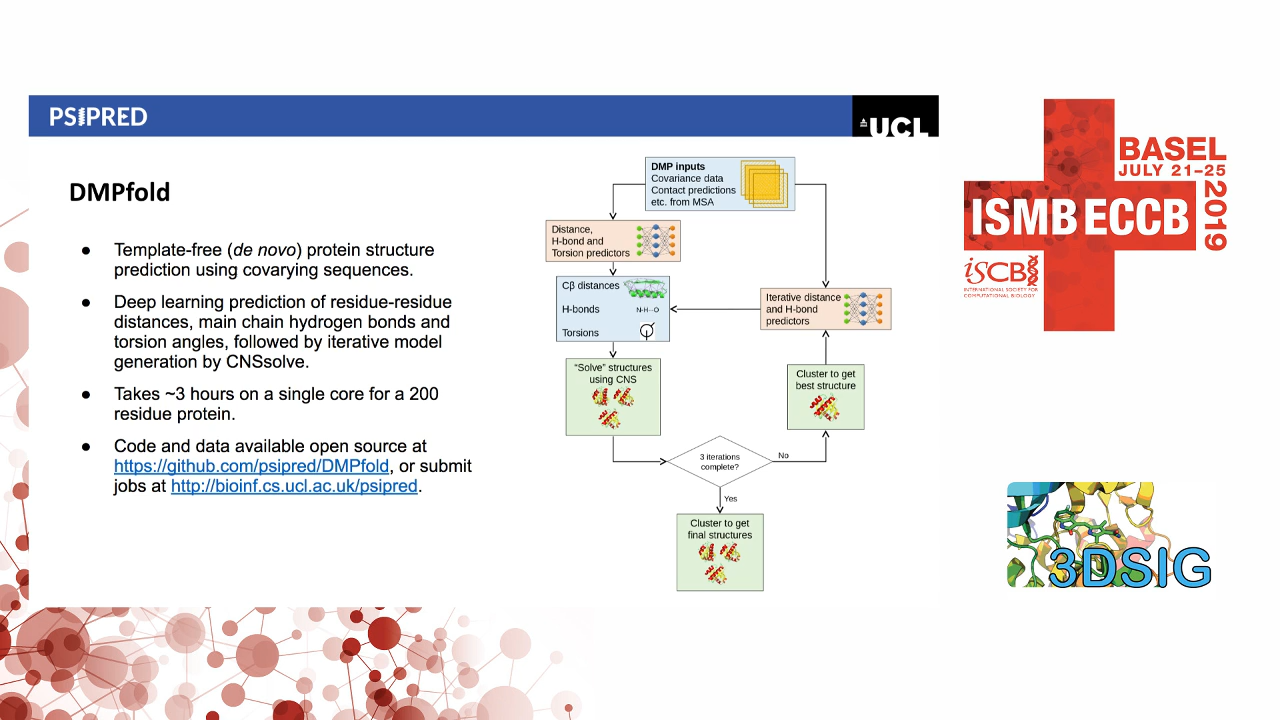 PSIPRED
UCL
DMPfold
● Template-free (de novo) protein structure
prediction using covarying sequences.
● Deep learning prediction of residue-residue
distances, main chain hydrogen bonds and
torsion angles, followed by iterative model
generation by CNSsolve.
● Takes ~3 hours on a single core for a 200
residue protein.
● Code and data available open source at
https://github.com/psipred/DMPfold, or submit
jobs at http://bioinf.cs.ucl.ac.uk/psipred.
DMP inputs
Covariance data
Contact predictions
etc. from MSA
Distance,
H-bond and
Torsion predictors
Cβ distances
H-bonds
N-H···O
Torsions
Iterative distance
and H-bond
predictors
"Solve" structures
using CNS
Cluster to get
best structure
3 iterations
complete?
No
Yes
Cluster to get
final structures
BASEL
JULY 21–25
2019
ISMB ECCB
iSCB
INTERNATIONAL SOCIETY FOR
COMPUTATIONAL BIOLOGY
3DSIG